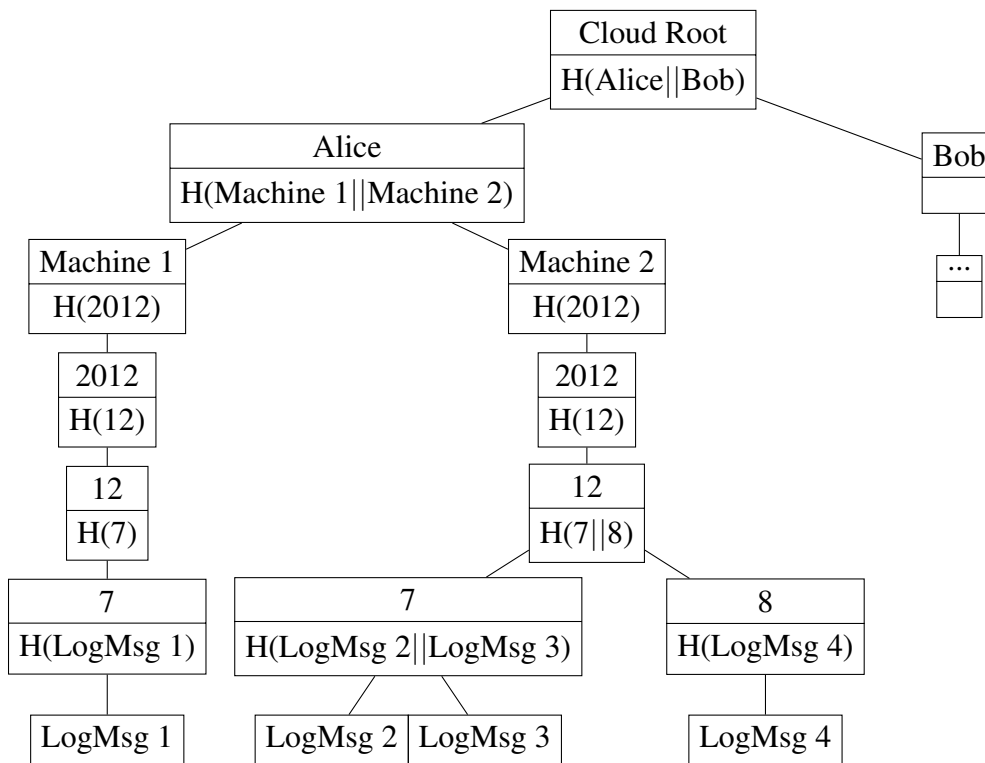 Cloud Root
H(Alice||Bob)
Alice
H(Machine 1||Machine 2)
Bob
Machine 1
H(2012)
Machine 2
H(2012)
...
2012
H(12)
2012
H(12)
12
H(7)
12
H(7||8)
7
H(LogMsg 1)
7
H(LogMsg 2||LogMsg 3)
8
H(LogMsg 4)
LogMsg 1
LogMsg 2
LogMsg 3
LogMsg 4